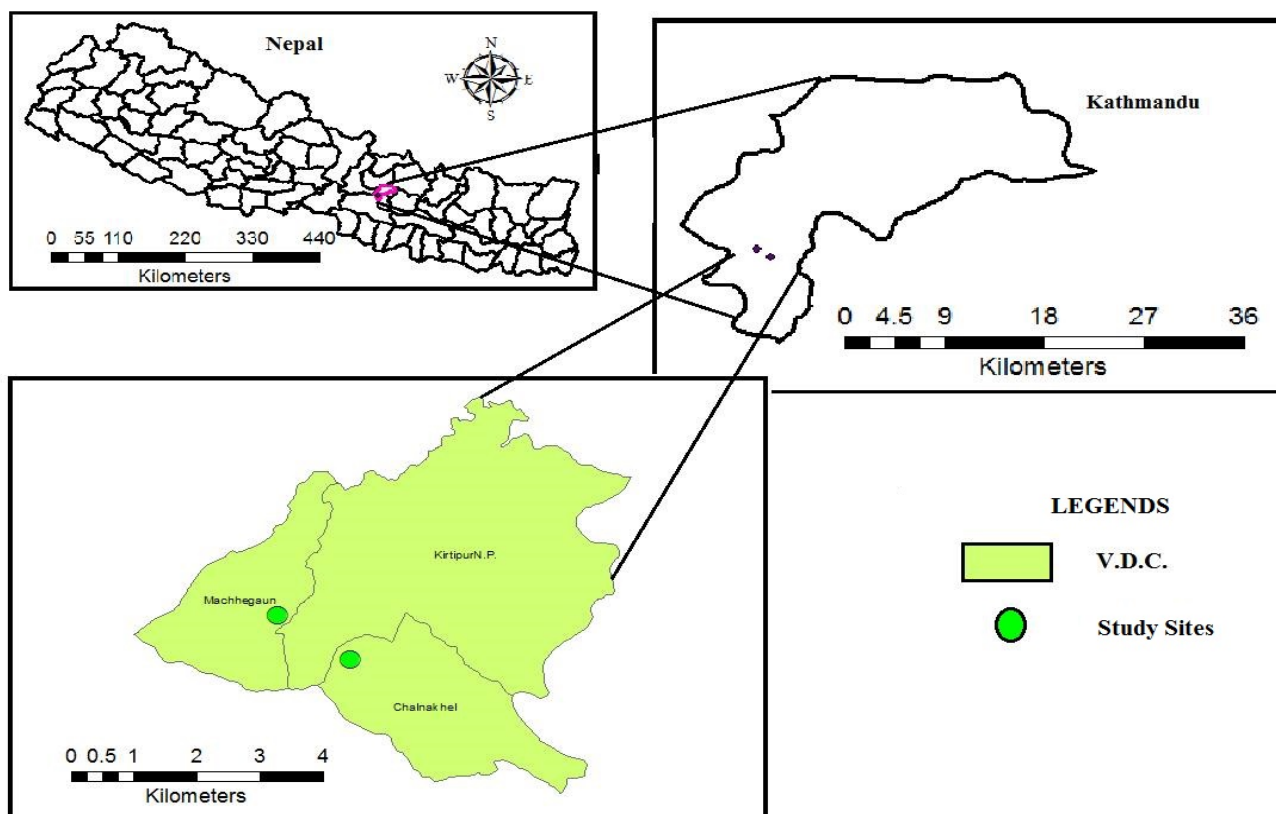 Nepal
N
W E
S
0 55 110 220 330 440
Kilometers
Kathmandu
0 4.5 9 18 27 36
Kilometers
KirtipurN.P.
Machhegaun
Chalnakhel
0 0.5 1 2 3 4
Kilometers
LEGENDS
V.D.C.
Study Sites